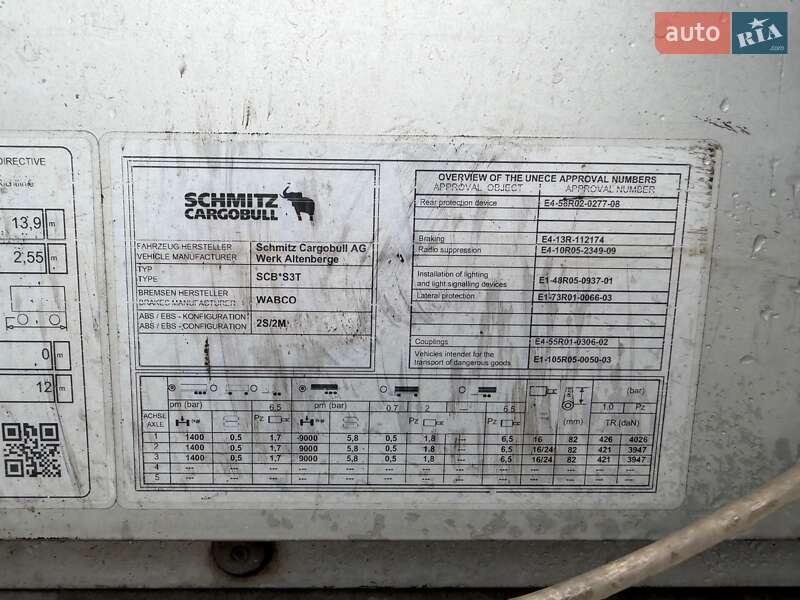 auto RIA
DIRECTIVE
13,9 m
2,55 m
0 m
12 m
SCHMITZ
CARGOBULL
FAHRZEUG HERSTELLER
VEHICLE MANUFACTURER
Schmitz Cargobull AG
Werk Altenberge
TYP
TYPE
SCB*S3T
BREMSEN HERSTELLER
BRAKES MANUFACTURER
WABCO
ABS / EBS - KONFIGURATION
ABS / EBS - CONFIGURATION
2S/2M
OVERVIEW OF THE UNECE APPROVAL NUMBERS
APPROVAL OBJECT APPROVAL NUMBER
Rear protection device E4-58R02-0277-08
Braking E4-13R-112174
Radio suppression E4-10R05-2349-09
Installation of lighting
and light signalling devices E1-48R05-0937-01
Lateral protection E1-73R01-0066-03
Couplings E4-55R01-0306-02
Vehicles intendet for the
transport of dangerous goods E1-105R05-0050-03
(bar)
pm (bar) 6.5 pm (bar) 0.7 2 6.5 1.0 Pz
ACHSE
AXLE
Pz Pz (mm) TR (daN)
1 1400 0,5 1,7 9000 5,8 0,5 1,8 --- 6,5 16 82 426 4026
2 1400 0,5 1,7 9000 5,8 0,5 1,8 --- 6,5 16/24 82 421 3947
3 1400 0,5 1,7 9000 5,8 0,5 1,8 --- 6,5 16/24 82 421 3947
4 --- --- --- --- --- --- --- --- --- --- --- --- ---
5 --- --- --- --- --- --- --- --- --- --- --- --- ---